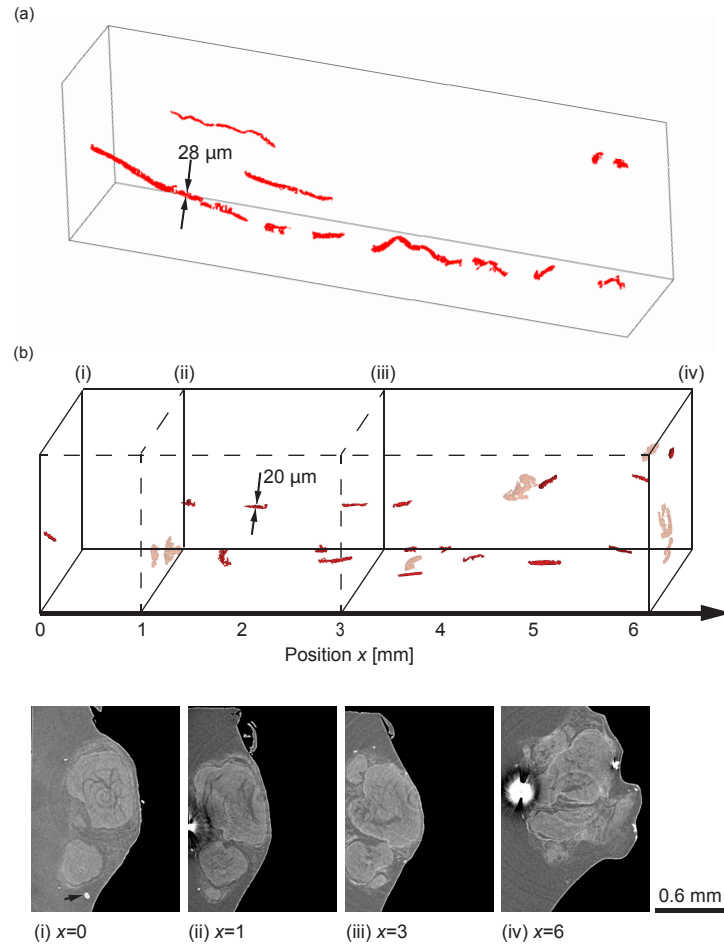 (a)
28 µm
(b)
(i) (ii) (iii) (iv)
20 µm
0 1 2 3 4 5 6
Position x [mm]
0.6 mm
(i) x=0 (ii) x=1 (iii) x=3 (iv) x=6